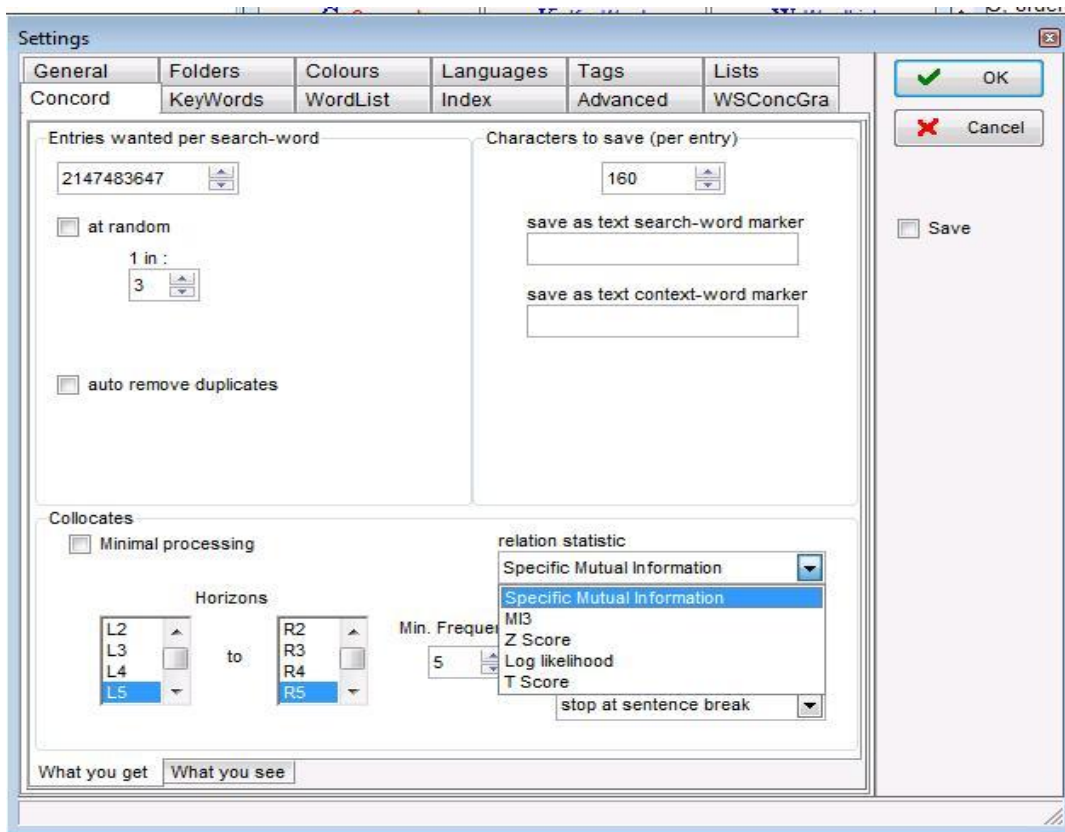 Settings
General Folders Colours Languages Tags Lists
Concord KeyWords WordList Index Advanced WSConcGra
OK
Cancel
Save
Entries wanted per search-word
2147483647
at random
1 in :
3
auto remove duplicates
Characters to save (per entry)
160
save as text search-word marker
save as text context-word marker
Collocates
Minimal processing
Horizons
L2
L3
L4
L5
to
R2
R3
R4
R5
Min. Frequen
5
relation statistic
Specific Mutual Information
Specific Mutual Information
MI3
Z Score
Log likelihood
T Score
stop at sentence break
What you get What you see